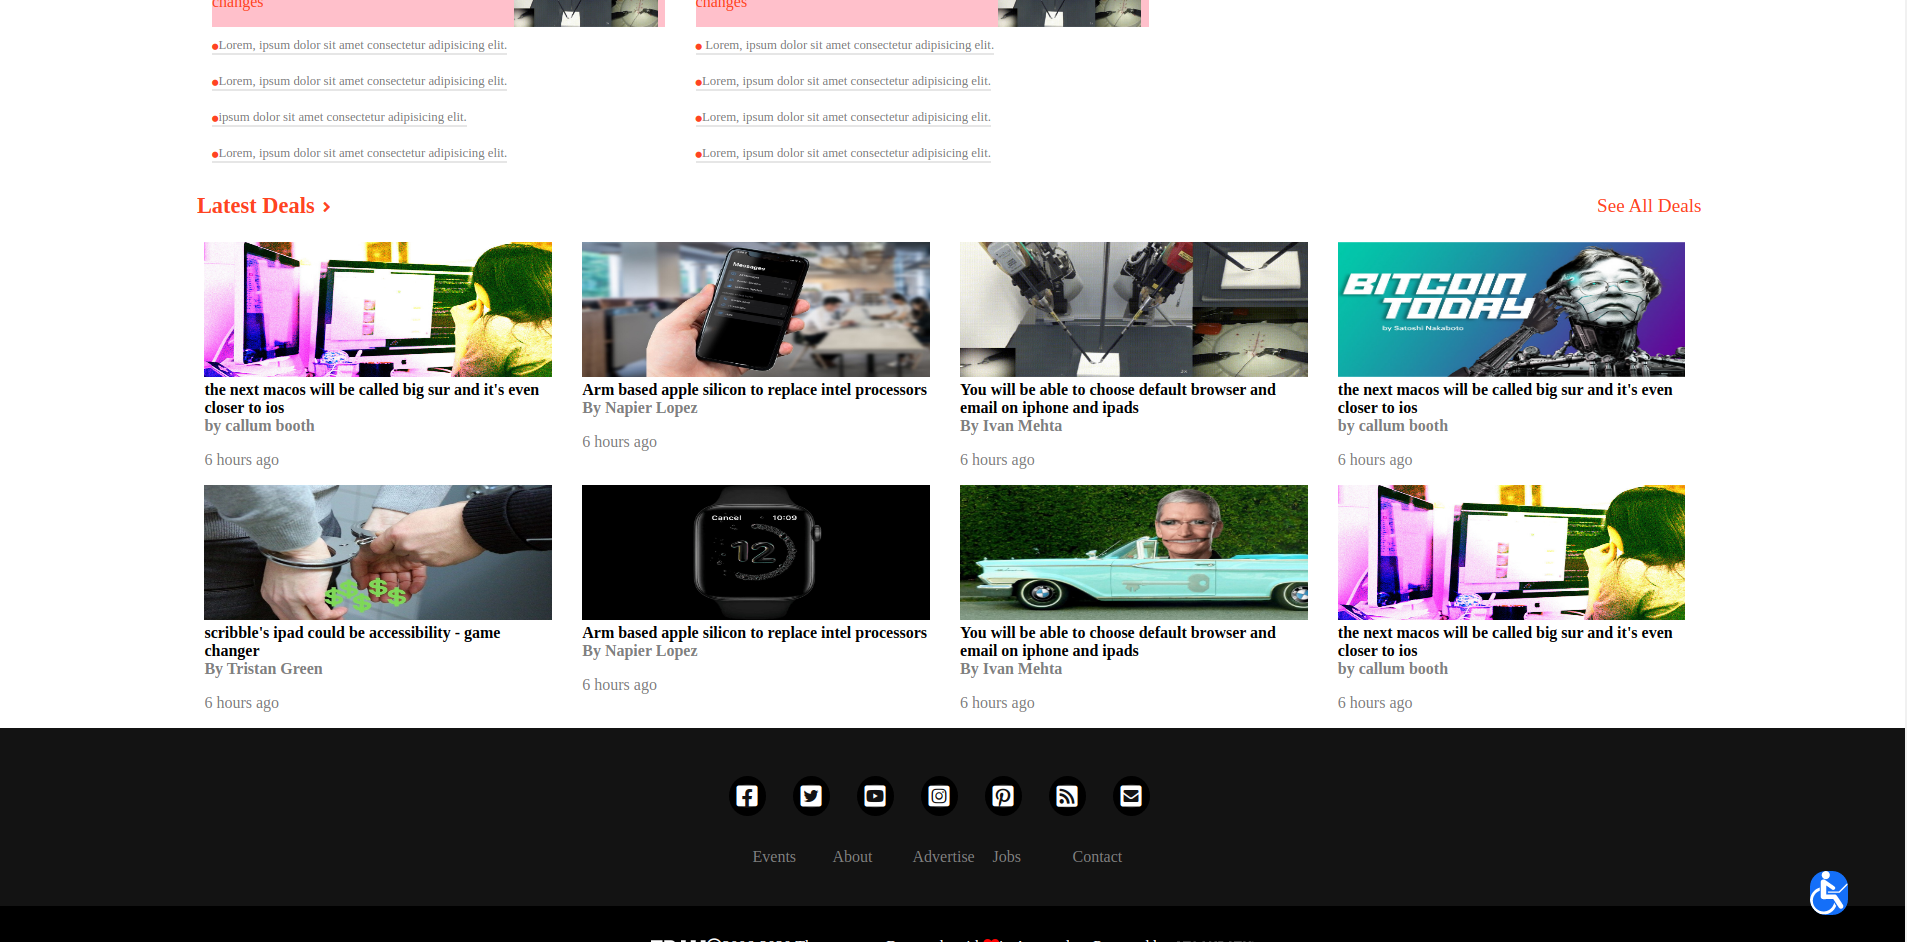 changes
changes
Lorem, ipsum dolor sit amet consectetur adipisicing elit.
Lorem, ipsum dolor sit amet consectetur adipisicing elit.
Lorem, ipsum dolor sit amet consectetur adipisicing elit.
Lorem, ipsum dolor sit amet consectetur adipisicing elit.
ipsum dolor sit amet consectetur adipisicing elit.
Lorem, ipsum dolor sit amet consectetur adipisicing elit.
Lorem, ipsum dolor sit amet consectetur adipisicing elit.
Lorem, ipsum dolor sit amet consectetur adipisicing elit.
Latest Deals
See All Deals
Messages
BITCOIN
TODAY
by Satoshi Nakaboto
the next macos will be called big sur and it's even
closer to ios
by callum booth
6 hours ago
Arm based apple silicon to replace intel processors
By Napier Lopez
6 hours ago
You will be able to choose default browser and
email on iphone and ipads
By Ivan Mehta
6 hours ago
the next macos will be called big sur and it's even
closer to ios
by callum booth
6 hours ago
Cancel 10:09
12
scribble's ipad could be accessibility - game
changer
By Tristan Green
6 hours ago
Arm based apple silicon to replace intel processors
By Napier Lopez
6 hours ago
You will be able to choose default browser and
email on iphone and ipads
By Ivan Mehta
6 hours ago
the next macos will be called big sur and it's even
closer to ios
by callum booth
6 hours ago
Events About Advertise Jobs Contact